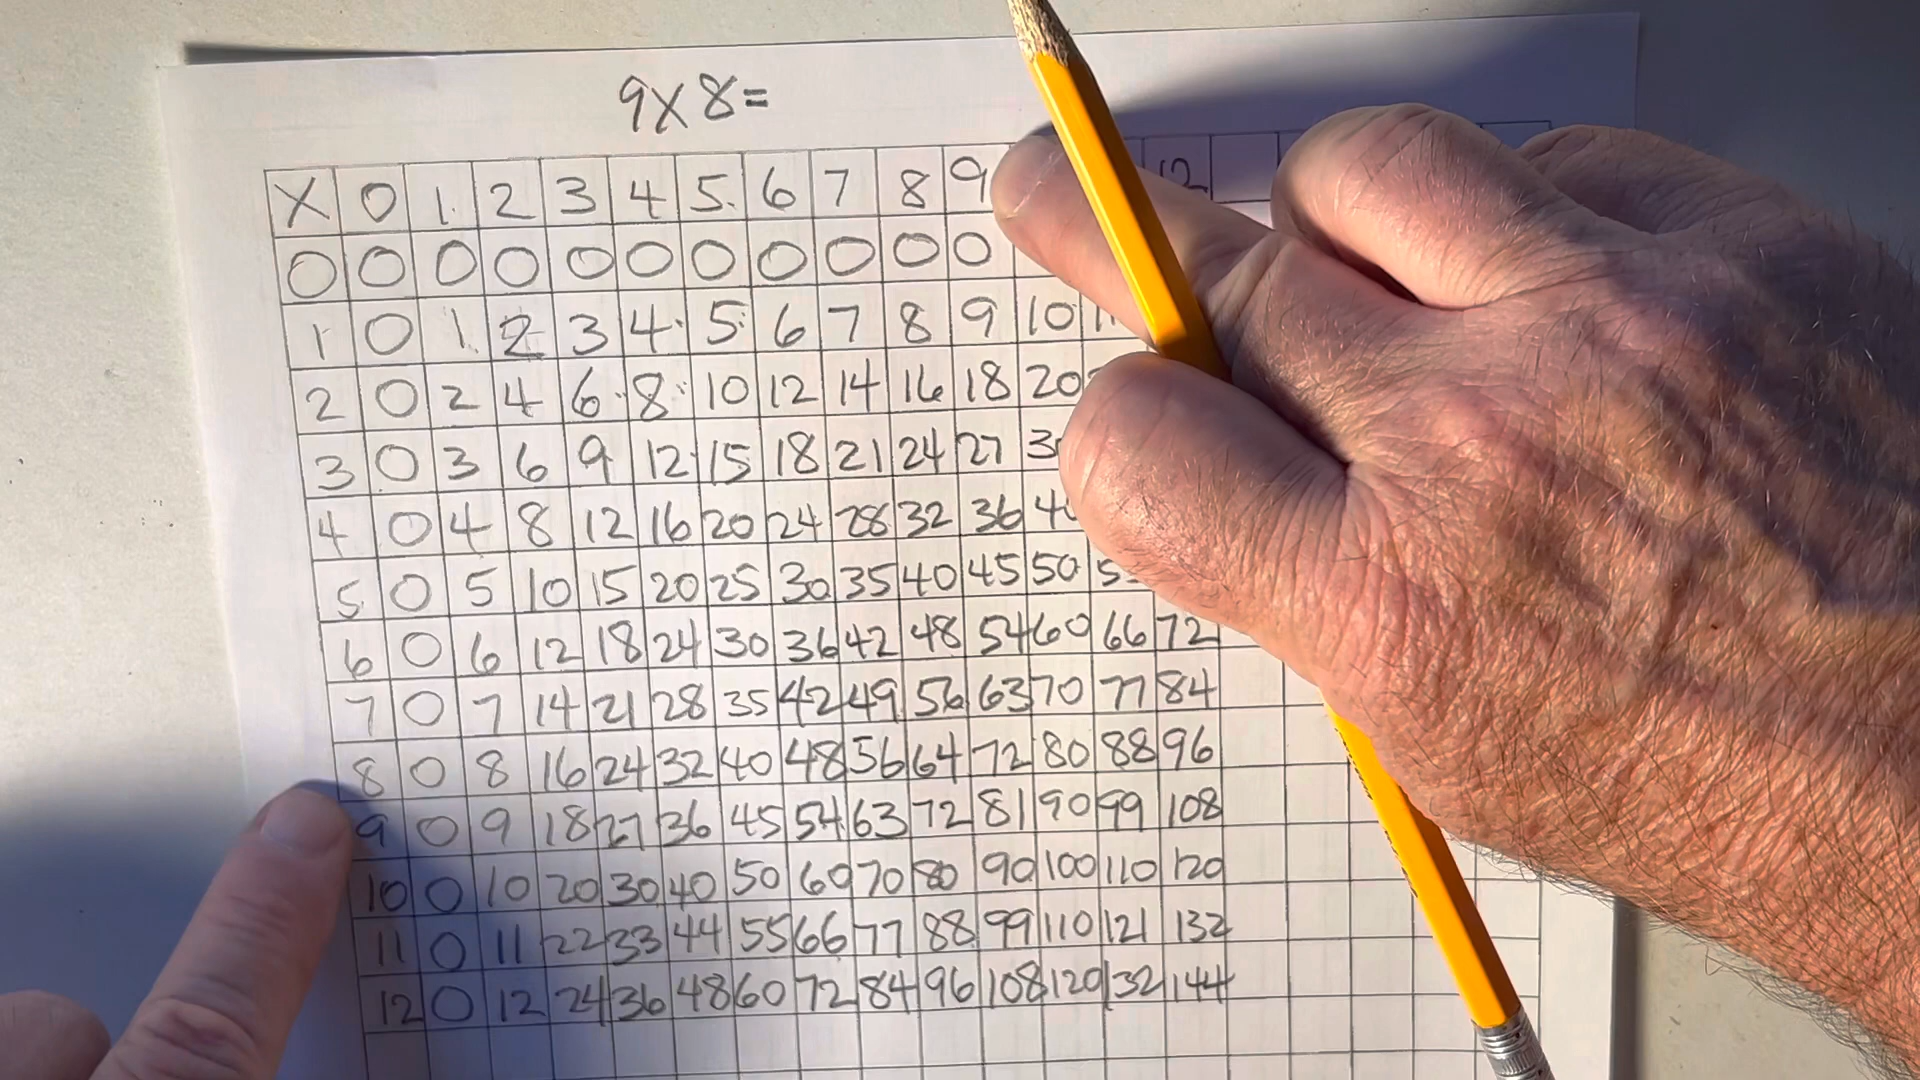 9X8=
X 0 1 2 3 4 5 6 7 8 9 12
0 0 0 0 0 0 0 0 0 0 0
1 0 1 2 3 4 5 6 7 8 9 10
2 0 2 4 6 8 10 12 14 16 18 20
3 0 3 6 9 12 15 18 21 24 27
4 0 4 8 12 16 20 24 28 32 36
5 0 5 10 15 20 25 30 35 40 45 50
6 0 6 12 18 24 30 36 42 48 54 60 66 72
7 0 7 14 21 28 35 42 49 56 63 70 77 84
8 0 8 16 24 32 40 48 56 64 72 80 88 96
9 0 9 18 27 36 45 54 63 72 81 90 99 108
10 0 10 20 30 40 50 60 70 80 90 100 110 120
11 0 11 22 33 44 55 66 77 88 99 110 121 132
12 0 12 24 36 48 60 72 84 96 108 120 132 144